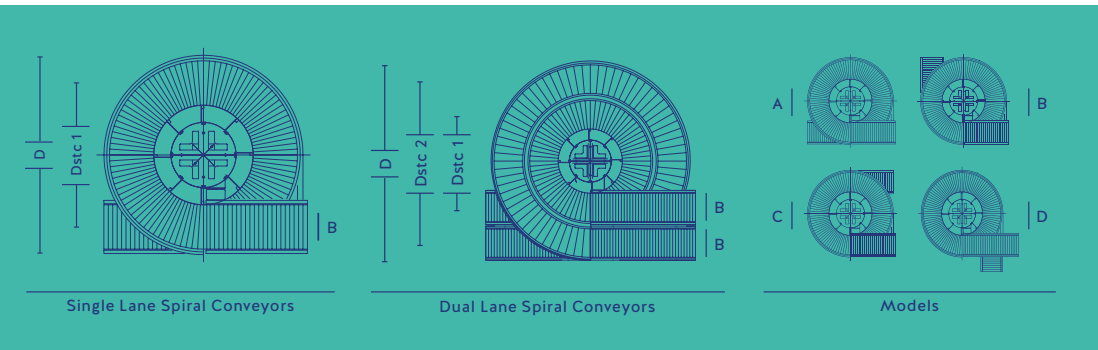 D
Dstc 1
B
Single Lane Spiral Conveyors
D
Dstc 2
Dstc 1
B
B
Dual Lane Spiral Conveyors
A
B
C
D
Models